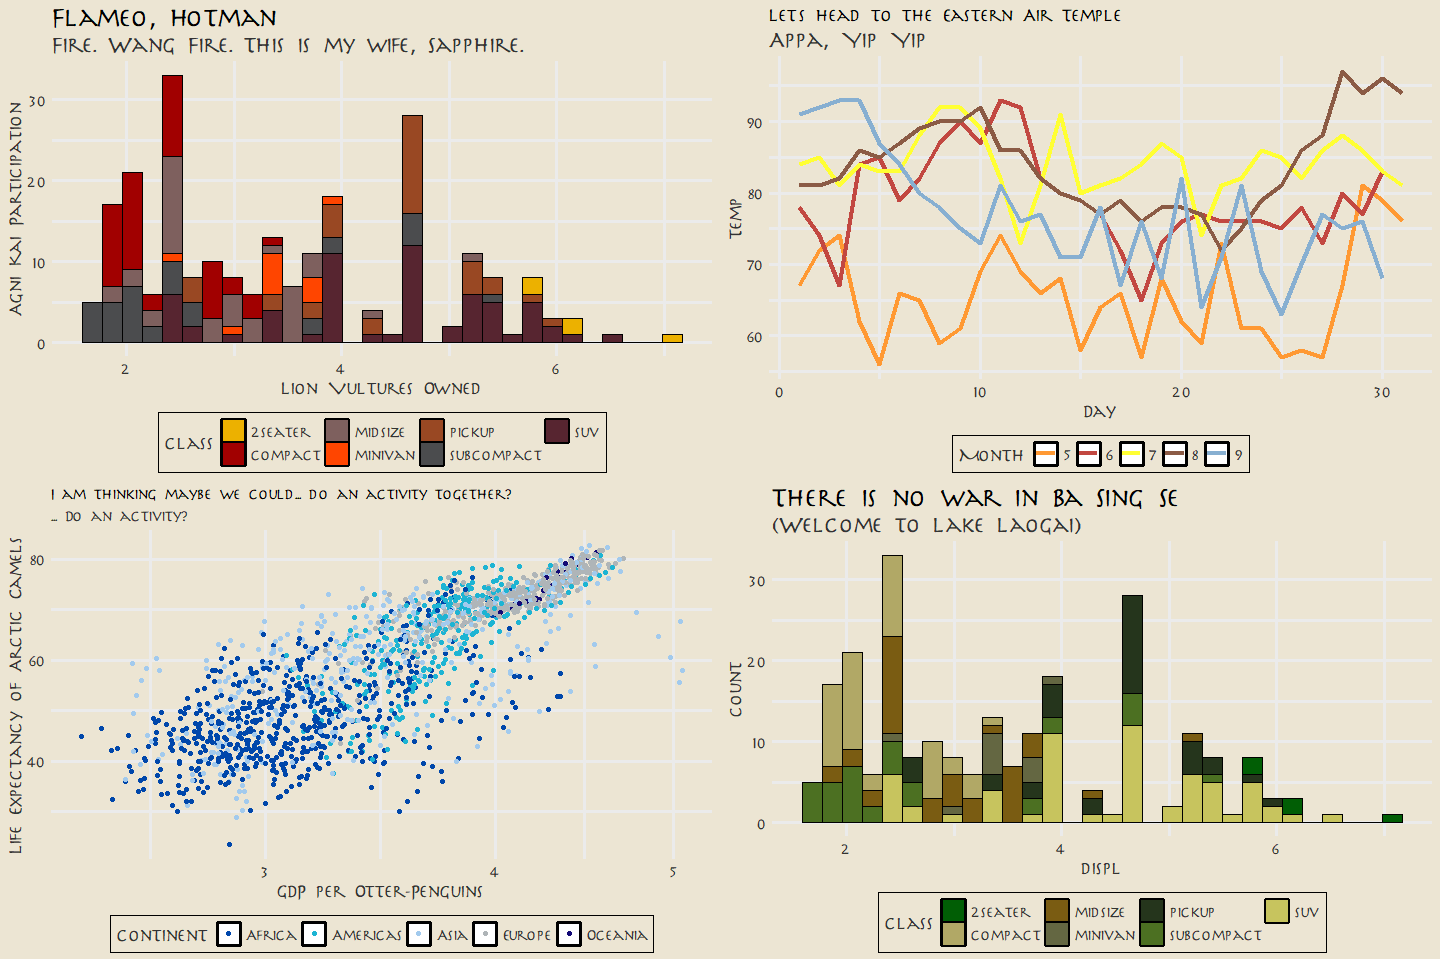 FLAMEO, HOTMAN
FIRE. WANG FIRE. THIS IS MY WIFE, SAPPHIRE.
AGNI KAI PARTICIPATION
30
20
10
0
2
4
6
LION VULTURES OWNED
CLASS
2SEATER
COMPACT
MIDSIZE
MINIVAN
PICKUP
SUBCOMPACT
SUV
LETS HEAD TO THE EASTERN AIR TEMPLE
APPA, YIP YIP
TEMP
90
80
70
60
0
10
20
30
DAY
MONTH 5 6 7 8 9
I AM THINKING MAYBE WE COULD... DO AN ACTIVITY TOGETHER?
... DO AN ACTIVITY?
LIFE EXPECTANCY OF ARCTIC CAMELS
80
60
40
3
4
5
GDP PER OTTER-PENGUINS
CONTINENT AFRICA AMERICAS ASIA EUROPE OCEANIA
THERE IS NO WAR IN BA SING SE
(WELCOME TO LAKE LAOGAI)
COUNT
30
20
10
0
2
4
6
DISPL
CLASS
2SEATER
COMPACT
MIDSIZE
MINIVAN
PICKUP
SUBCOMPACT
SUV